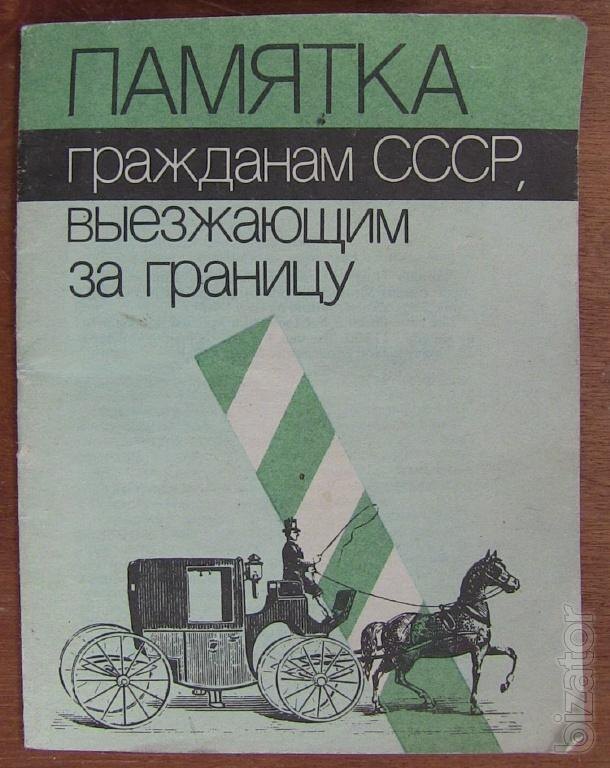 ПАМЯТКА
гражданам СССР,
выезжающим
за границу
bizator